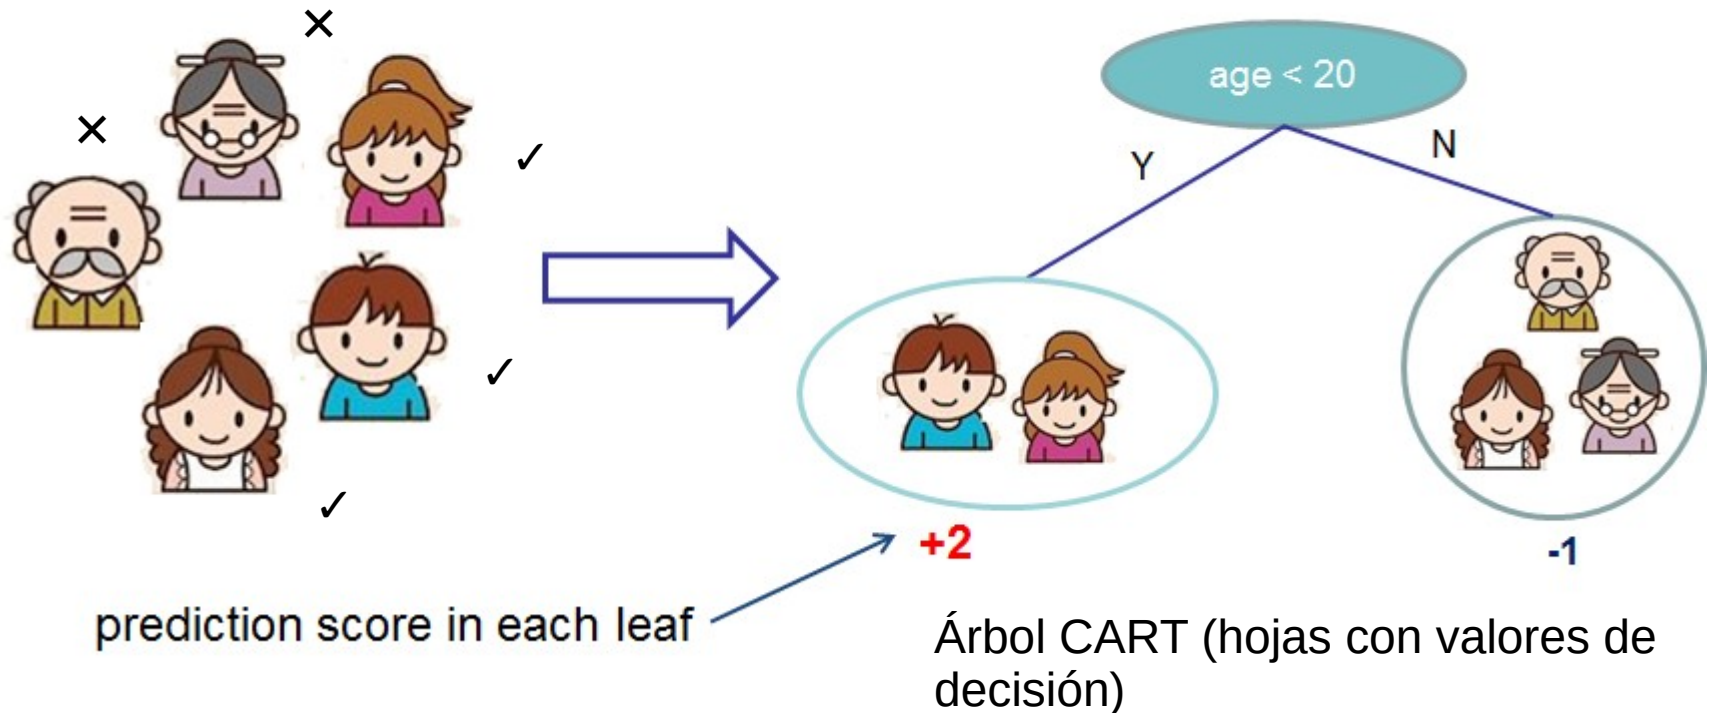 ✕
✕
✓
✓
✓
age < 20
Y
N
+2
-1
prediction score in each leaf
Árbol CART (hojas con valores de
decisión)